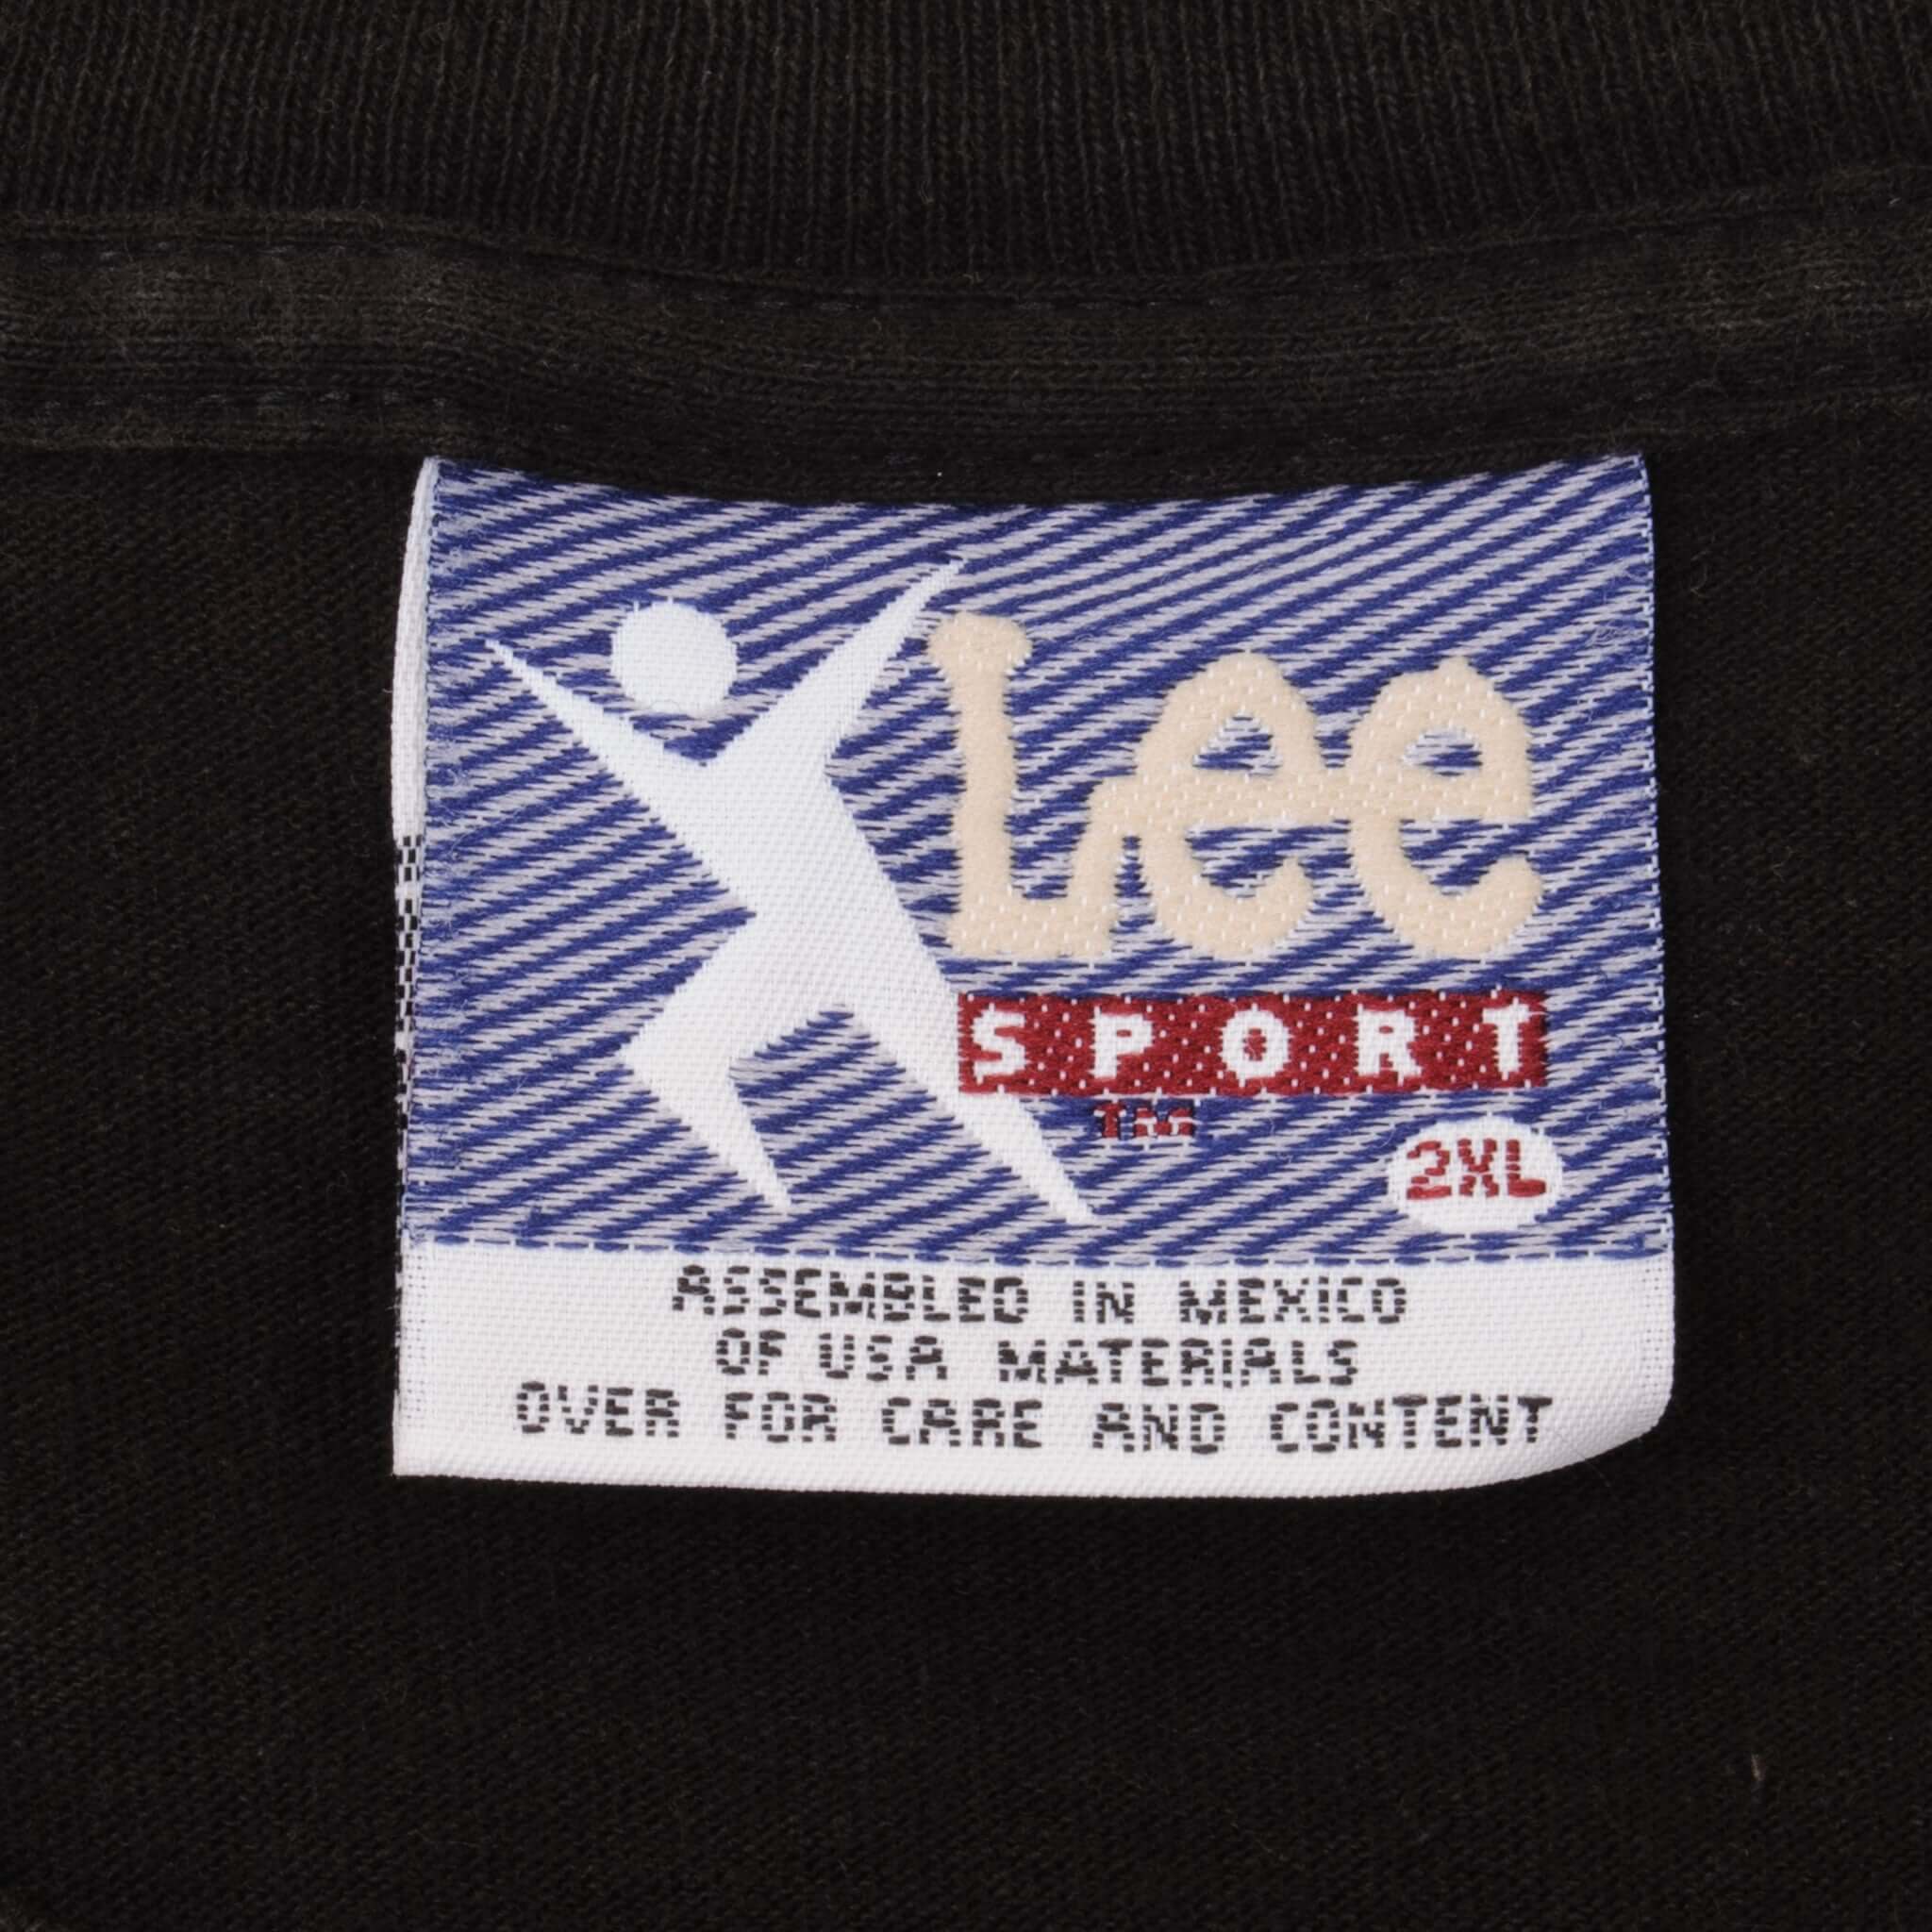 Lee
SPORT
TM
2XL
ASSEMBLED IN MEXICO
OF USA MATERIALS
OVER FOR CARE AND CONTENT